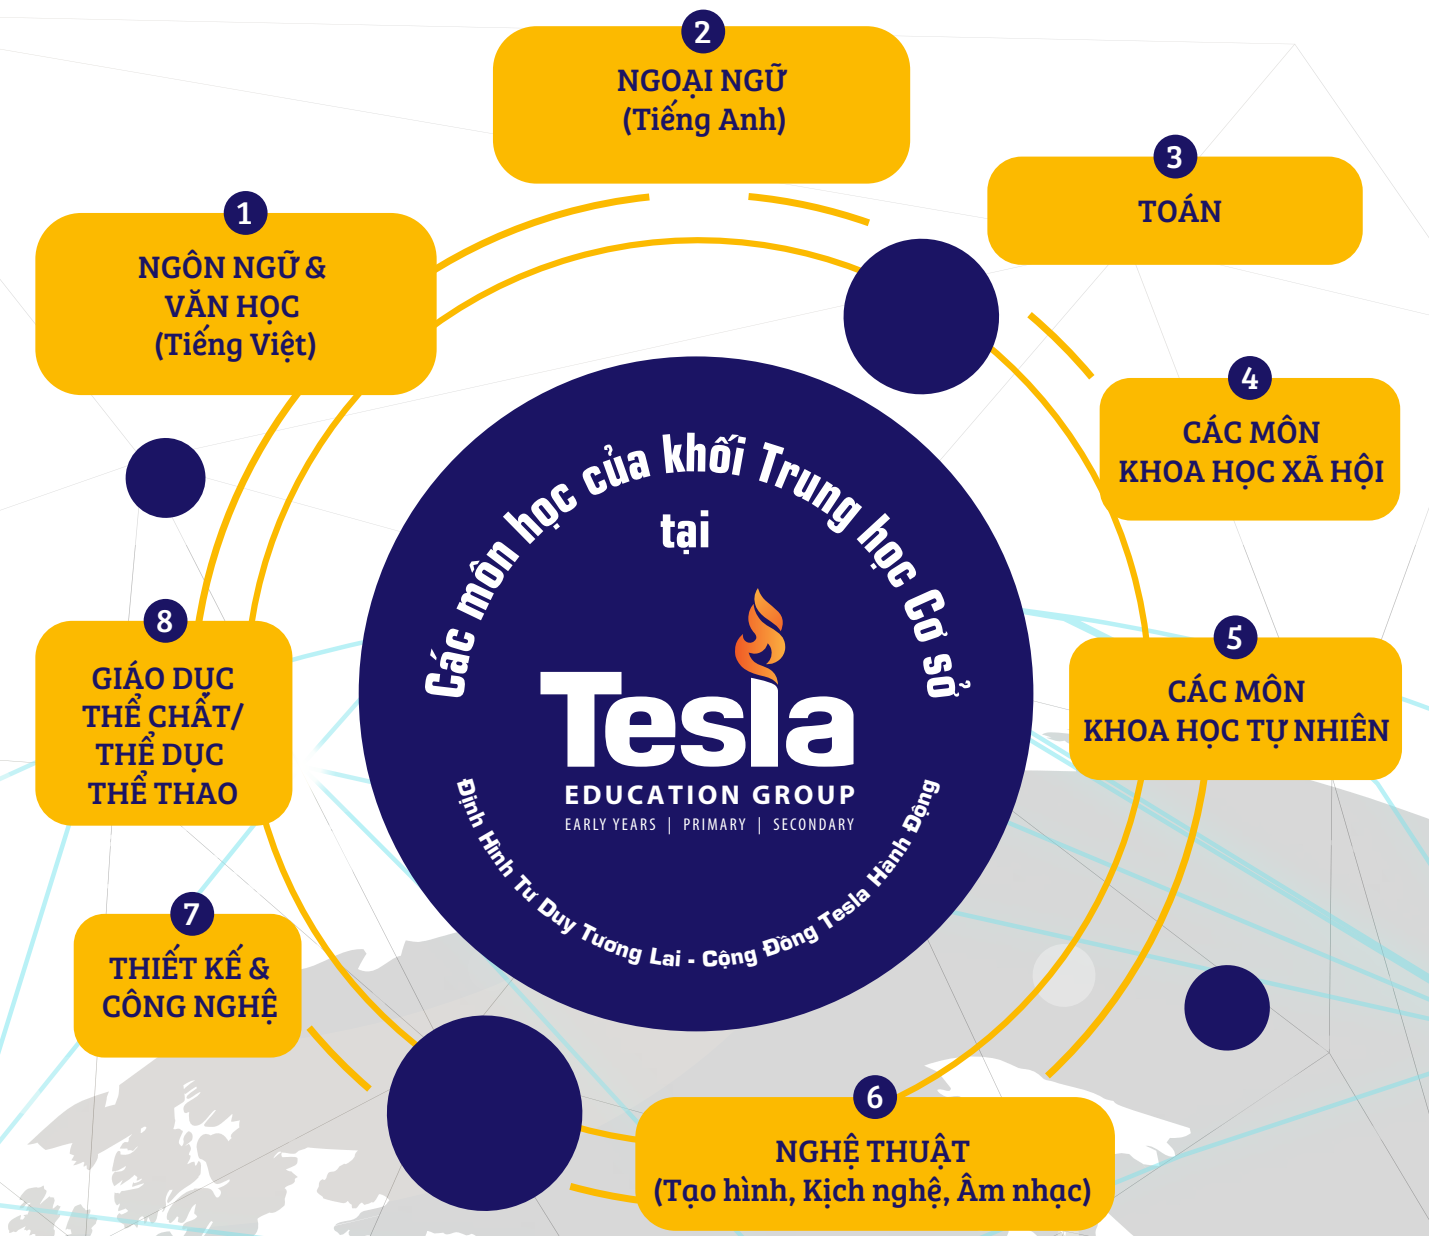 Các môn học của khối Trung học Cơ sở
tại
Tesla
EDUCATION GROUP
EARLY YEARS | PRIMARY | SECONDARY
Định Hình Tư Duy Tương Lai - Cộng Đồng Tesla Hành Động
1
NGÔN NGỮ &
VĂN HỌC
(Tiếng Việt)
2
NGOẠI NGỮ
(Tiếng Anh)
3
TOÁN
4
CÁC MÔN
KHOA HỌC XÃ HỘI
5
CÁC MÔN
KHOA HỌC TỰ NHIÊN
6
NGHỆ THUẬT
(Tạo hình, Kịch nghệ, Âm nhạc)
7
THIẾT KẾ &
CÔNG NGHỆ
8
GIÁO DỤC
THỂ CHẤT/
THỂ DỤC
THỂ THAO